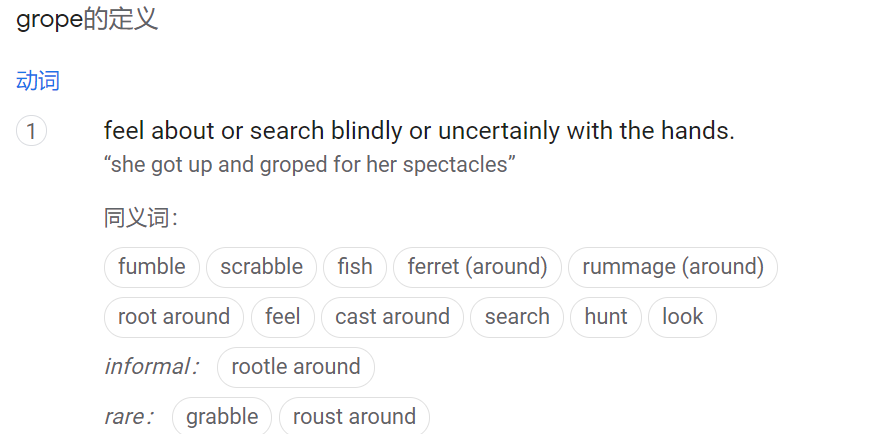 grope的定义
动词
1 feel about or search blindly or uncertainly with the hands.
“she got up and groped for her spectacles”
同义词：
fumble scrabble fish ferret (around) rummage (around)
root around feel cast around search hunt look
informal： rootle around
rare： grabble roust around